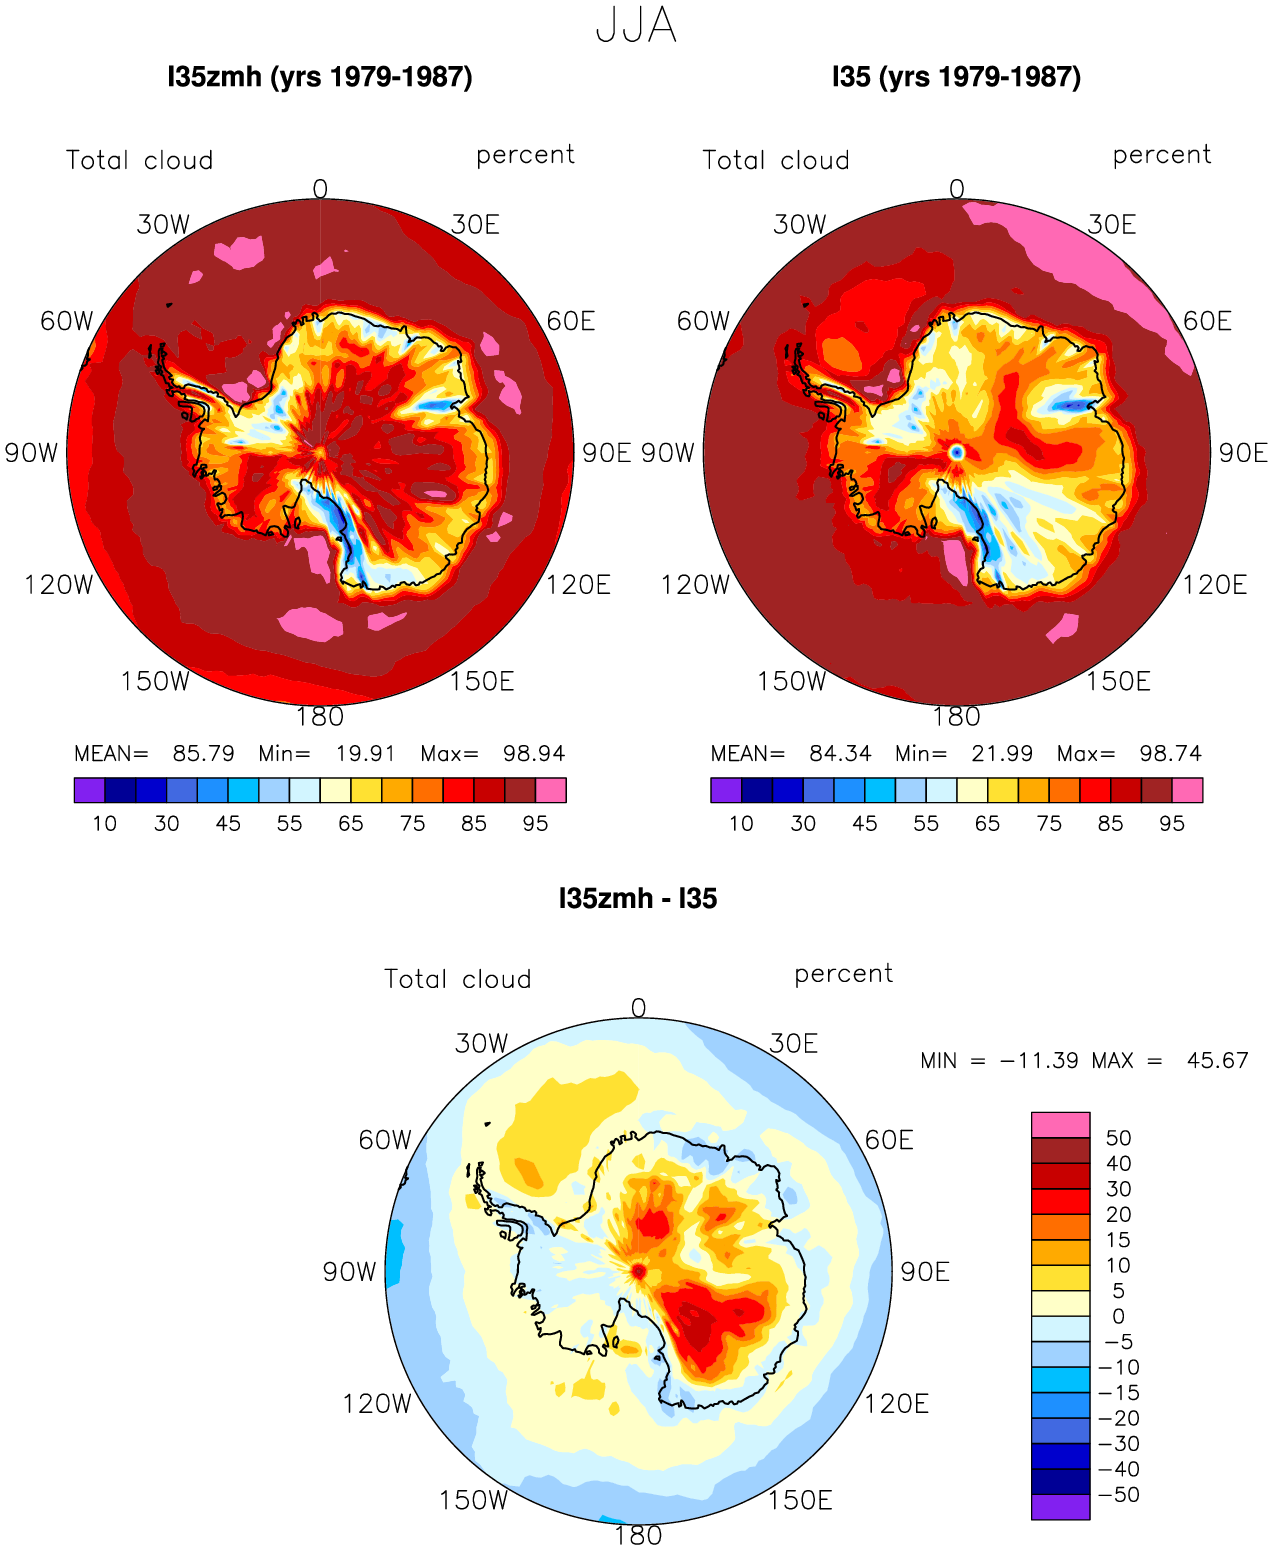 JJA
I35zmh (yrs 1979-1987)
I35 (yrs 1979-1987)
Total cloud percent
Total cloud percent
0
30W 30E
60W 60E
90W 90E
120W 120E
150W 150E
180
0
30W 30E
60W 60E
90W 90E
120W 120E
150W 150E
180
MEAN= 85.79 Min= 19.91 Max= 98.94
10 30 45 55 65 75 85 95
MEAN= 84.34 Min= 21.99 Max= 98.74
10 30 45 55 65 75 85 95
I35zmh - I35
Total cloud percent
0
30W 30E
60W 60E
90W 90E
120W 120E
150W 150E
180
MIN = -11.39 MAX = 45.67
50
40
30
20
15
10
5
0
-5
-10
-15
-20
-30
-40
-50